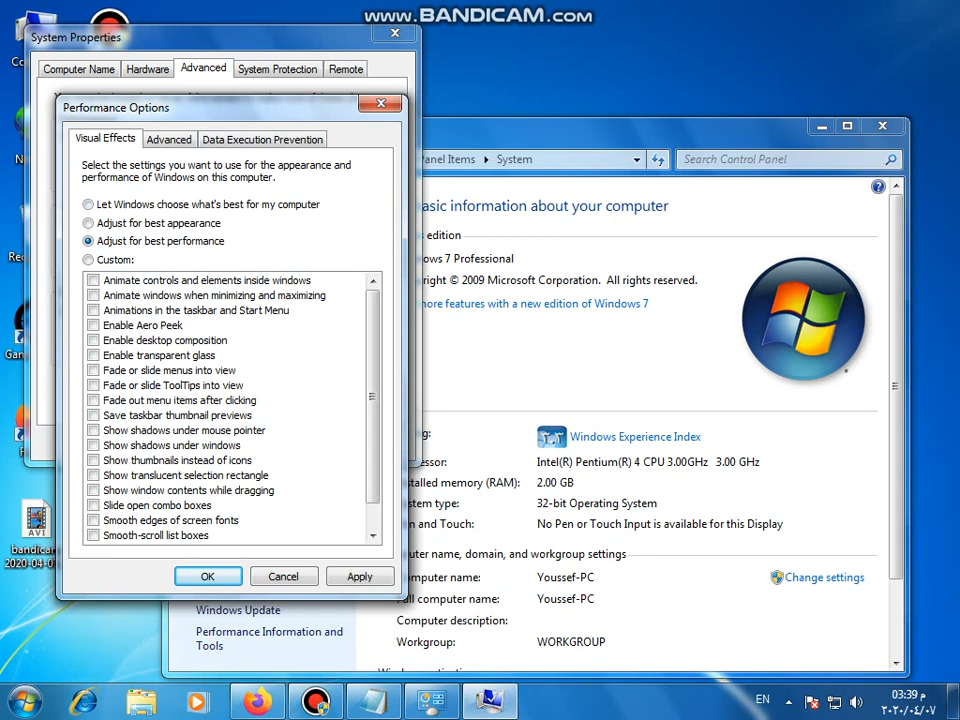 www.BANDICAM.com
System Properties
Computer Name
Hardware
Advanced
System Protection
Remote
Performance Options
Visual Effects
Advanced
Data Execution Prevention
Select the settings you want to use for the appearance and
performance of Windows on this computer.
Let Windows choose what's best for my computer
Adjust for best appearance
Adjust for best performance
Custom:
Animate controls and elements inside windows
Animate windows when minimizing and maximizing
Animations in the taskbar and Start Menu
Enable Aero Peek
Enable desktop composition
Enable transparent glass
Fade or slide menus into view
Fade or slide ToolTips into view
Fade out menu items after clicking
Save taskbar thumbnail previews
Show shadows under mouse pointer
Show shadows under windows
Show thumbnails instead of icons
Show translucent selection rectangle
Show window contents while dragging
Slide open combo boxes
Smooth edges of screen fonts
Smooth-scroll list boxes
OK
Cancel
Apply
Panel Items
System
Search Control Panel
asic information about your computer
edition
ows 7 Professional
right © 2009 Microsoft Corporation. All rights reserved.
more features with a new edition of Windows 7
g:
٣.٣ Windows Experience Index
essor: Intel(R) Pentium(R) 4 CPU 3.00GHz 3.00 GHz
stalled memory (RAM): 2.00 GB
stem type: 32-bit Operating System
n and Touch: No Pen or Touch Input is available for this Display
uter name, domain, and workgroup settings
omputer name: Youssef-PC
Change settings
ull computer name: Youssef-PC
Computer description:
Workgroup: WORKGROUP
Windows Update
Performance Information and
Tools
AVI
bandica
2020-04-0
EN
03:39 م
٢٠٢٠/٠٤/٠٧